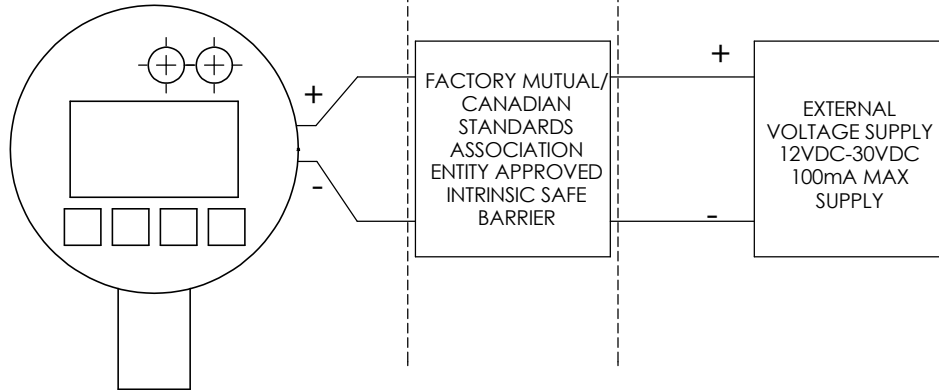 +
-
FACTORY MUTUAL/
CANADIAN
STANDARDS
ASSOCIATION
ENTITY APPROVED
INTRINSIC SAFE
BARRIER
+
-
EXTERNAL
VOLTAGE SUPPLY
12VDC-30VDC
100mA MAX
SUPPLY